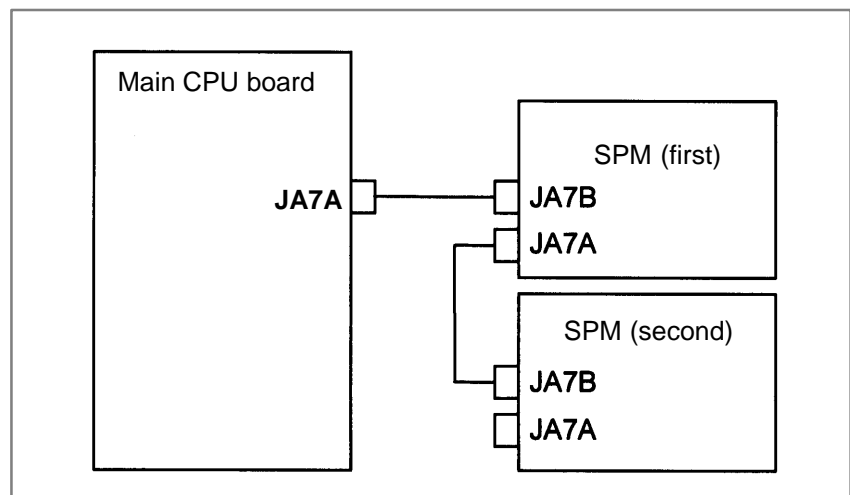 Main CPU board
JA7A
SPM (first)
JA7B
JA7A
SPM (second)
JA7B
JA7A